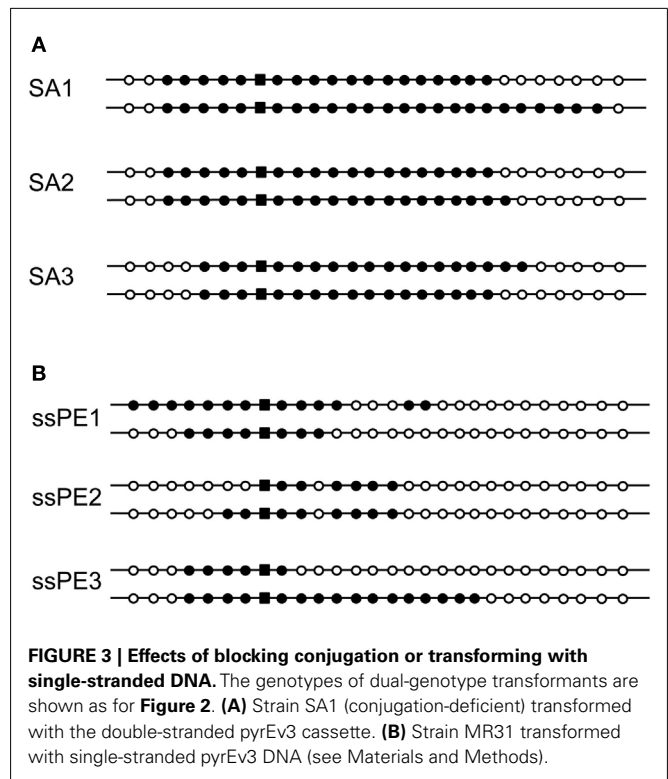 A
SA1
SA2
SA3
B
ssPE1
ssPE2
ssPE3
FIGURE 3 | Effects of blocking conjugation or transforming with
single-stranded DNA. The genotypes of dual-genotype transformants are
shown as for Figure 2. (A) Strain SA1 (conjugation-deficient) transformed
with the double-stranded pyrEv3 cassette. (B) Strain MR31 transformed
with single-stranded pyrEv3 DNA (see Materials and Methods).